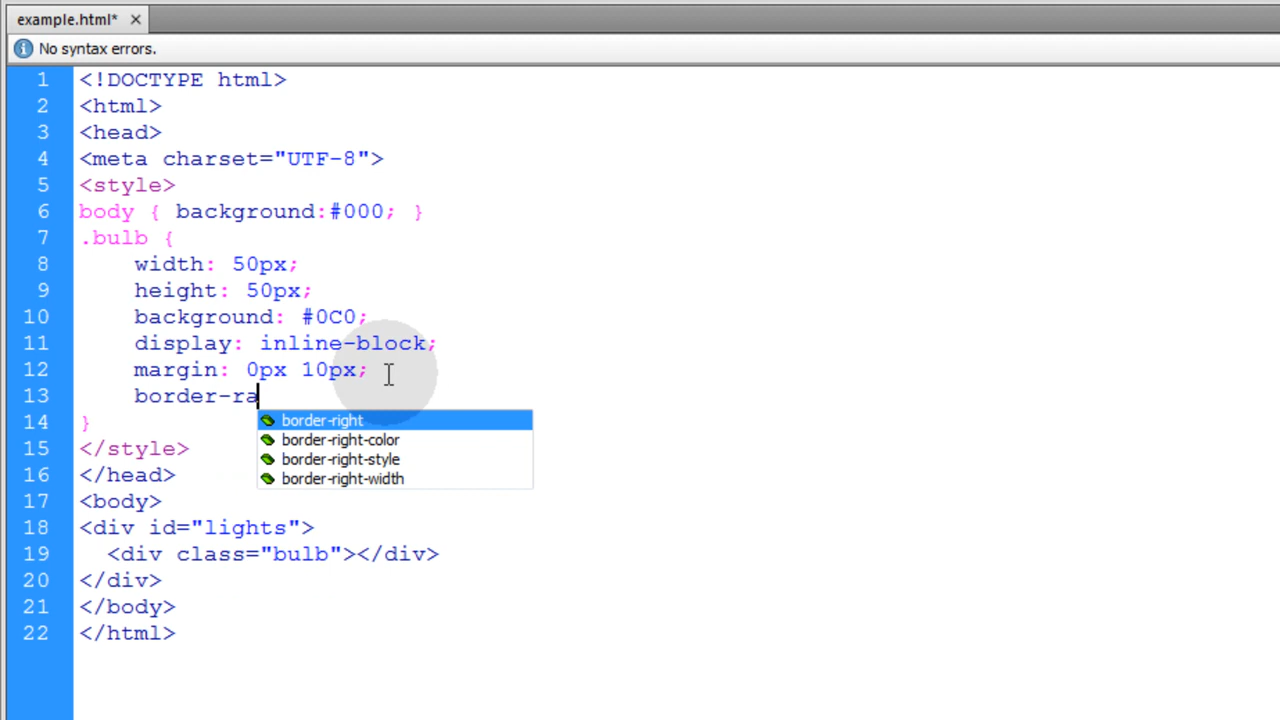 example.html* ×
No syntax errors.
1 <!DOCTYPE html>
2 <html>
3 <head>
4 <meta charset="UTF-8">
5 <style>
6 body { background:#000; }
7 .bulb {
8     width: 50px;
9     height: 50px;
10     background: #0C0;
11     display: inline-block;
12     margin: 0px 10px;
13     border-ra
border-right
border-right-color
border-right-style
border-right-width
14 }
15 </style>
16 </head>
17 <body>
18 <div id="lights">
19   <div class="bulb"></div>
20 </div>
21 </body>
22 </html>